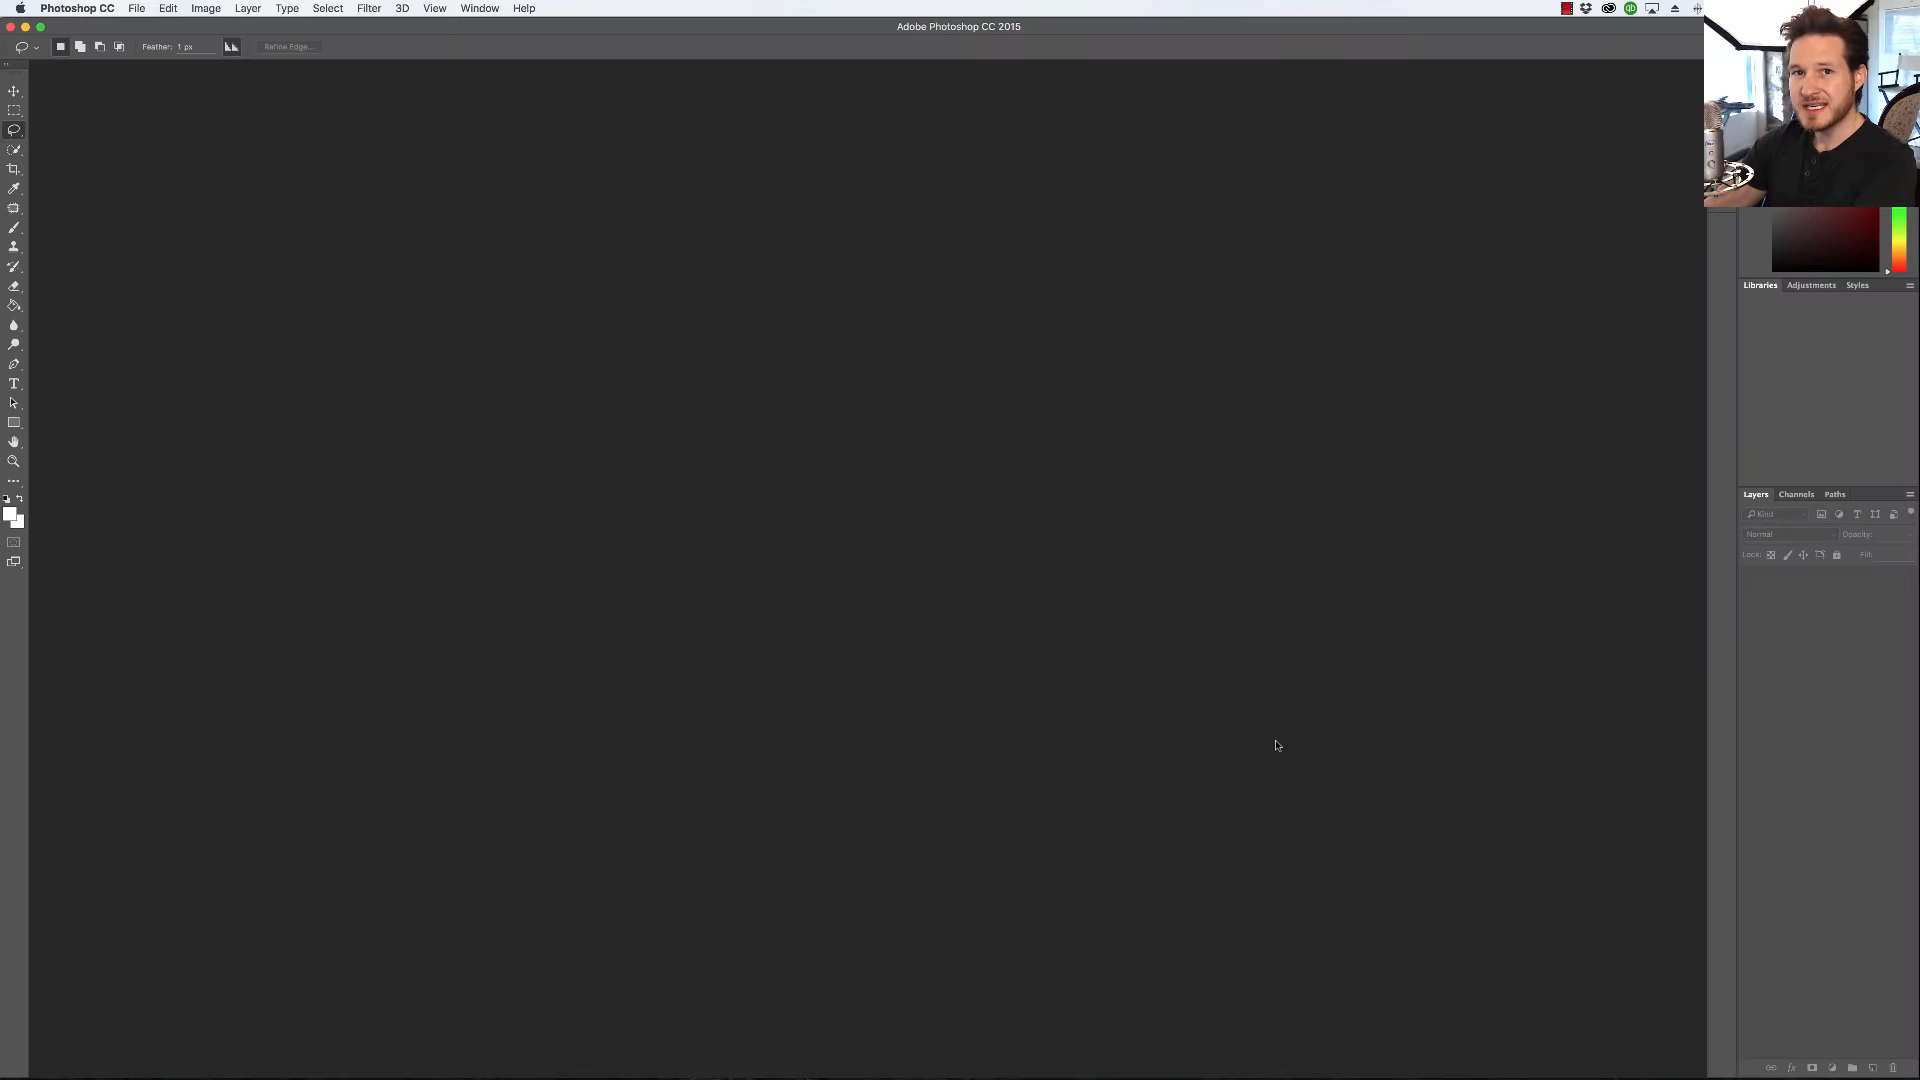 Photoshop CC File Edit Image Layer Type Select Filter 3D View Window Help
Adobe Photoshop CC 2015
Feather: 1 px Refine Edge...
Libraries Adjustments Styles
Layers Channels Paths
Kind
Normal Opacity:
Lock: Fill: